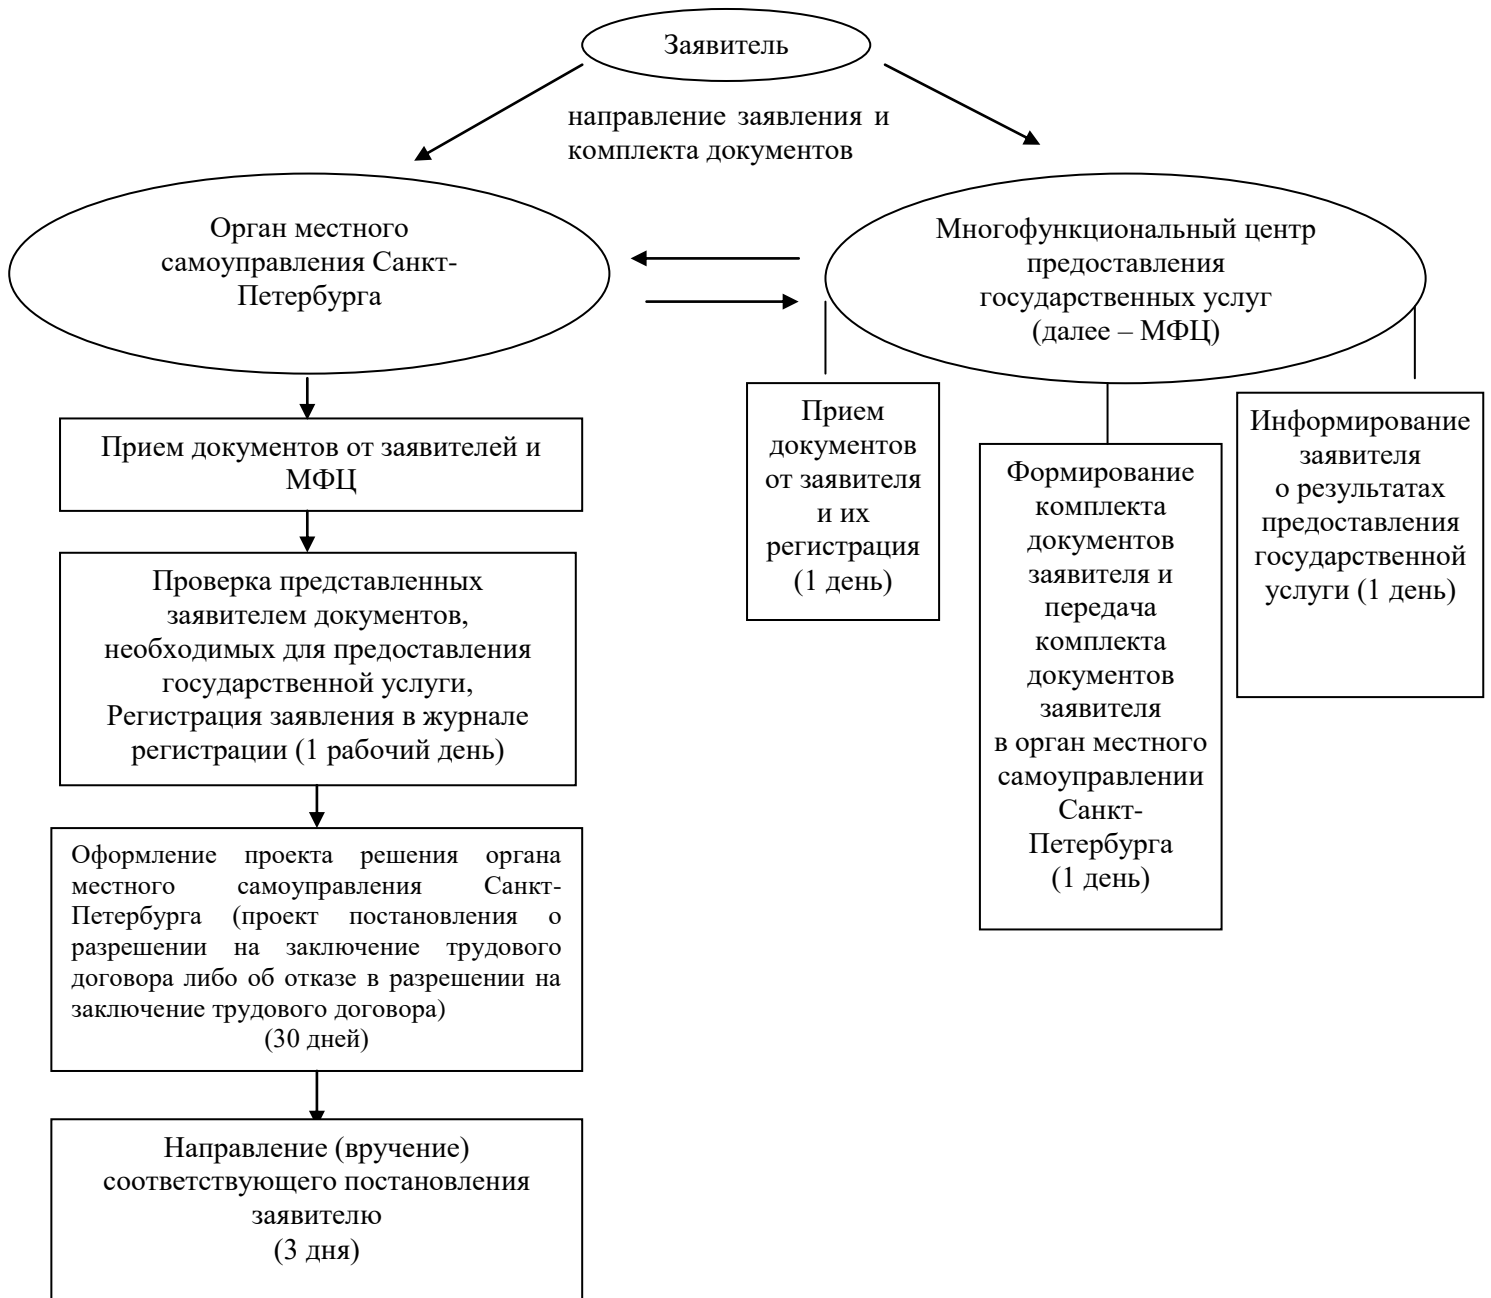 Заявитель
направление заявления и
комплекта документов
Орган местного
самоуправления Санкт-
Петербурга
Многофункциональный центр
предоставления
государственных услуг
(далее – МФЦ)
Прием документов от заявителей и
МФЦ
Проверка представленных
заявителем документов,
необходимых для предоставления
государственной услуги,
Регистрация заявления в журнале
регистрации (1 рабочий день)
Оформление проекта решения органа
местного самоуправления Санкт-
Петербурга (проект постановления о
разрешении на заключение трудового
договора либо об отказе в разрешении на
заключение трудового договора)
(30 дней)
Направление (вручение)
соответствующего постановления
заявителю
(3 дня)
Прием
документов
от заявителя
и их
регистрация
(1 день)
Формирование
комплекта
документов
заявителя и
передача
комплекта
документов
заявителя
в орган местного
самоуправлении
Санкт-
Петербурга
(1 день)
Информирование
заявителя
о результатах
предоставления
государственной
услуги (1 день)